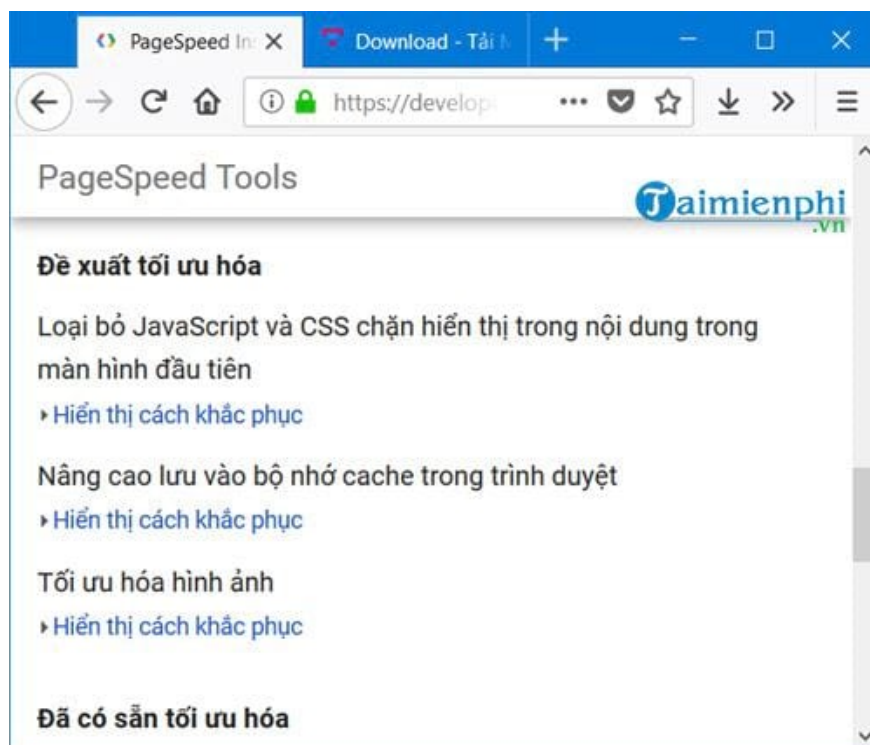 PageSpeed In
Download - Tải
https://develop
PageSpeed Tools
Taimienphi
.vn
Đề xuất tối ưu hóa
Loại bỏ JavaScript và CSS chặn hiển thị trong nội dung trong
màn hình đầu tiên
Hiển thị cách khắc phục
Nâng cao lưu vào bộ nhớ cache trong trình duyệt
Hiển thị cách khắc phục
Tối ưu hóa hình ảnh
Hiển thị cách khắc phục
Đã có sẵn tối ưu hóa